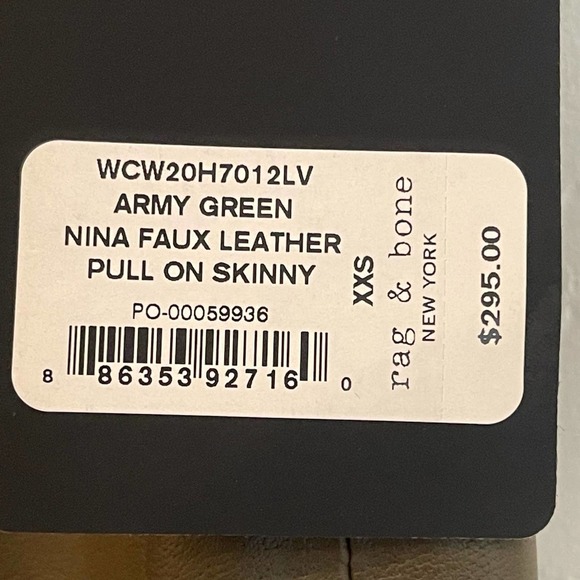 WCW20H7012LV
ARMY GREEN
NINA FAUX LEATHER
PULL ON SKINNY
PO-00059936
8 86353 92716 0
XXS
rag & bone
NEW YORK
$295.00